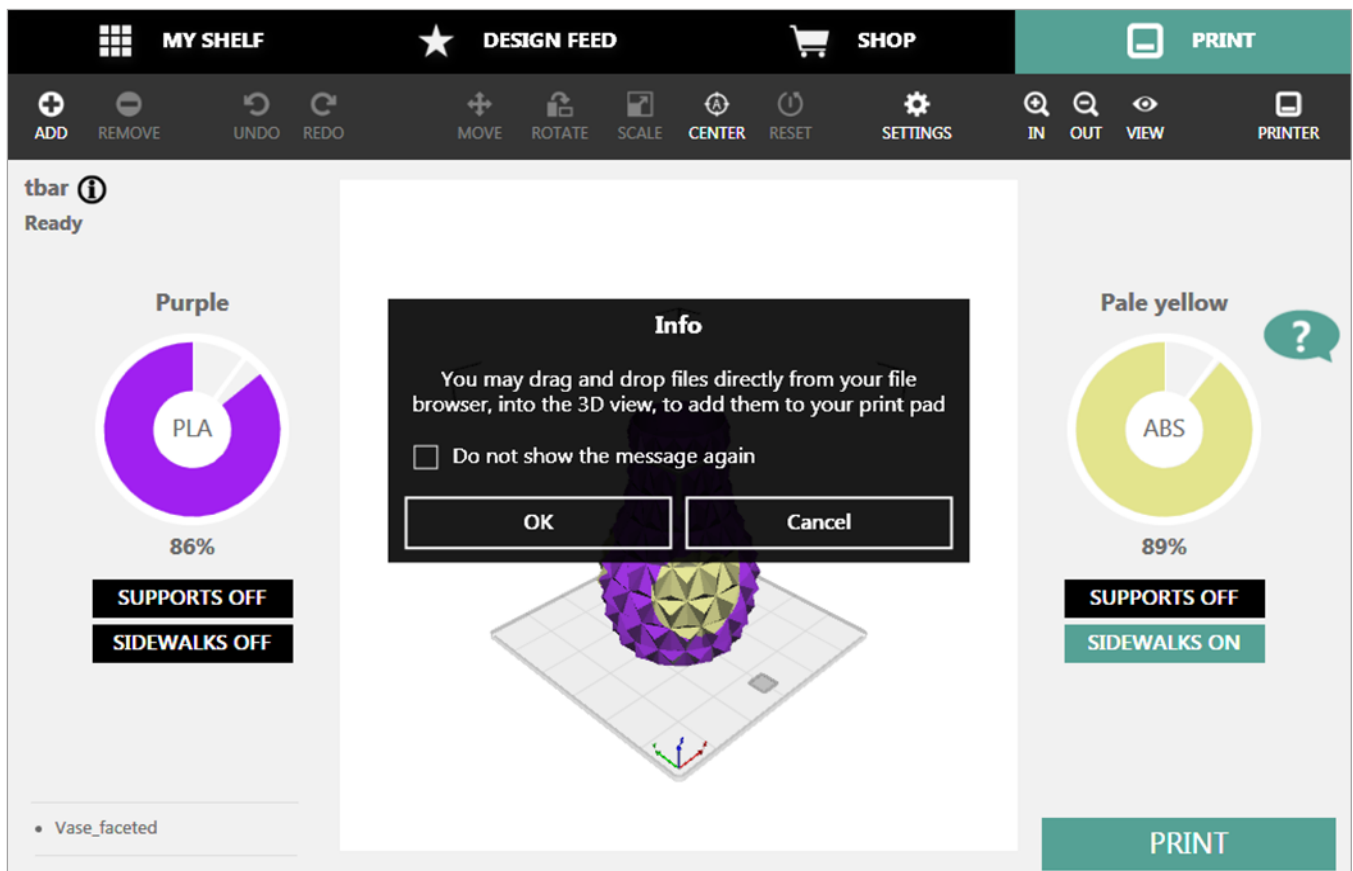 MY SHELF
DESIGN FEED
SHOP
PRINT
ADD
REMOVE
UNDO
REDO
MOVE
ROTATE
SCALE
CENTER
RESET
SETTINGS
IN
OUT
VIEW
PRINTER
tbar
Ready
Purple
PLA
86%
SUPPORTS OFF
SIDEWALKS OFF
Info
You may drag and drop files directly from your file
browser, into the 3D view, to add them to your print pad
Do not show the message again
OK
Cancel
Pale yellow
?
ABS
89%
SUPPORTS OFF
SIDEWALKS ON
• Vase_faceted
PRINT